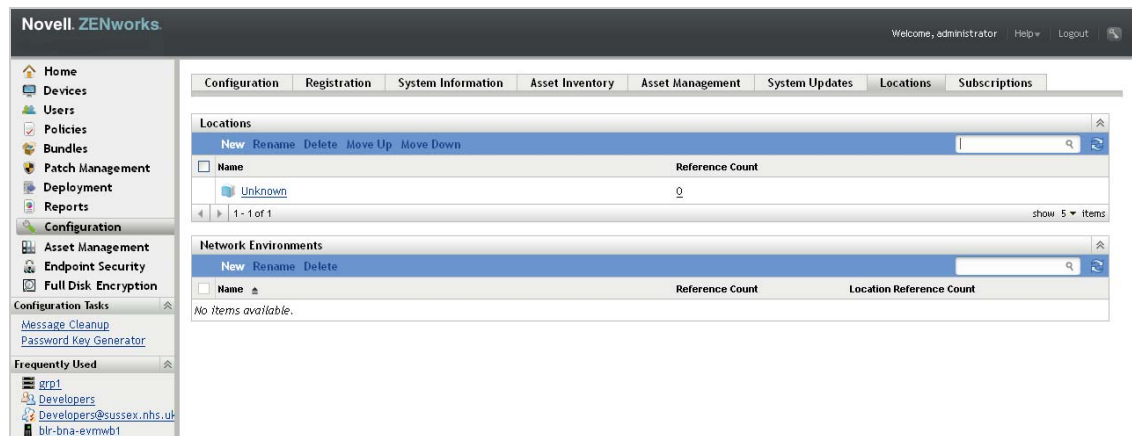 Novell. ZENworks.
Welcome, administrator Help Logout
Home
Devices
Users
Policies
Bundles
Patch Management
Deployment
Reports
Configuration
Asset Management
Endpoint Security
Full Disk Encryption
Configuration Tasks
Message Cleanup
Password Key Generator
Frequently Used
grp1
Developers
Developers@sussex.nhs.uk
blr-bna-evmwb1
Configuration Registration System Information Asset Inventory Asset Management System Updates Locations Subscriptions
Locations
New Rename Delete Move Up Move Down
Name Reference Count
Unknown 0
1 - 1 of 1 show 5 items
Network Environments
New Rename Delete
Name Reference Count Location Reference Count
No items available.